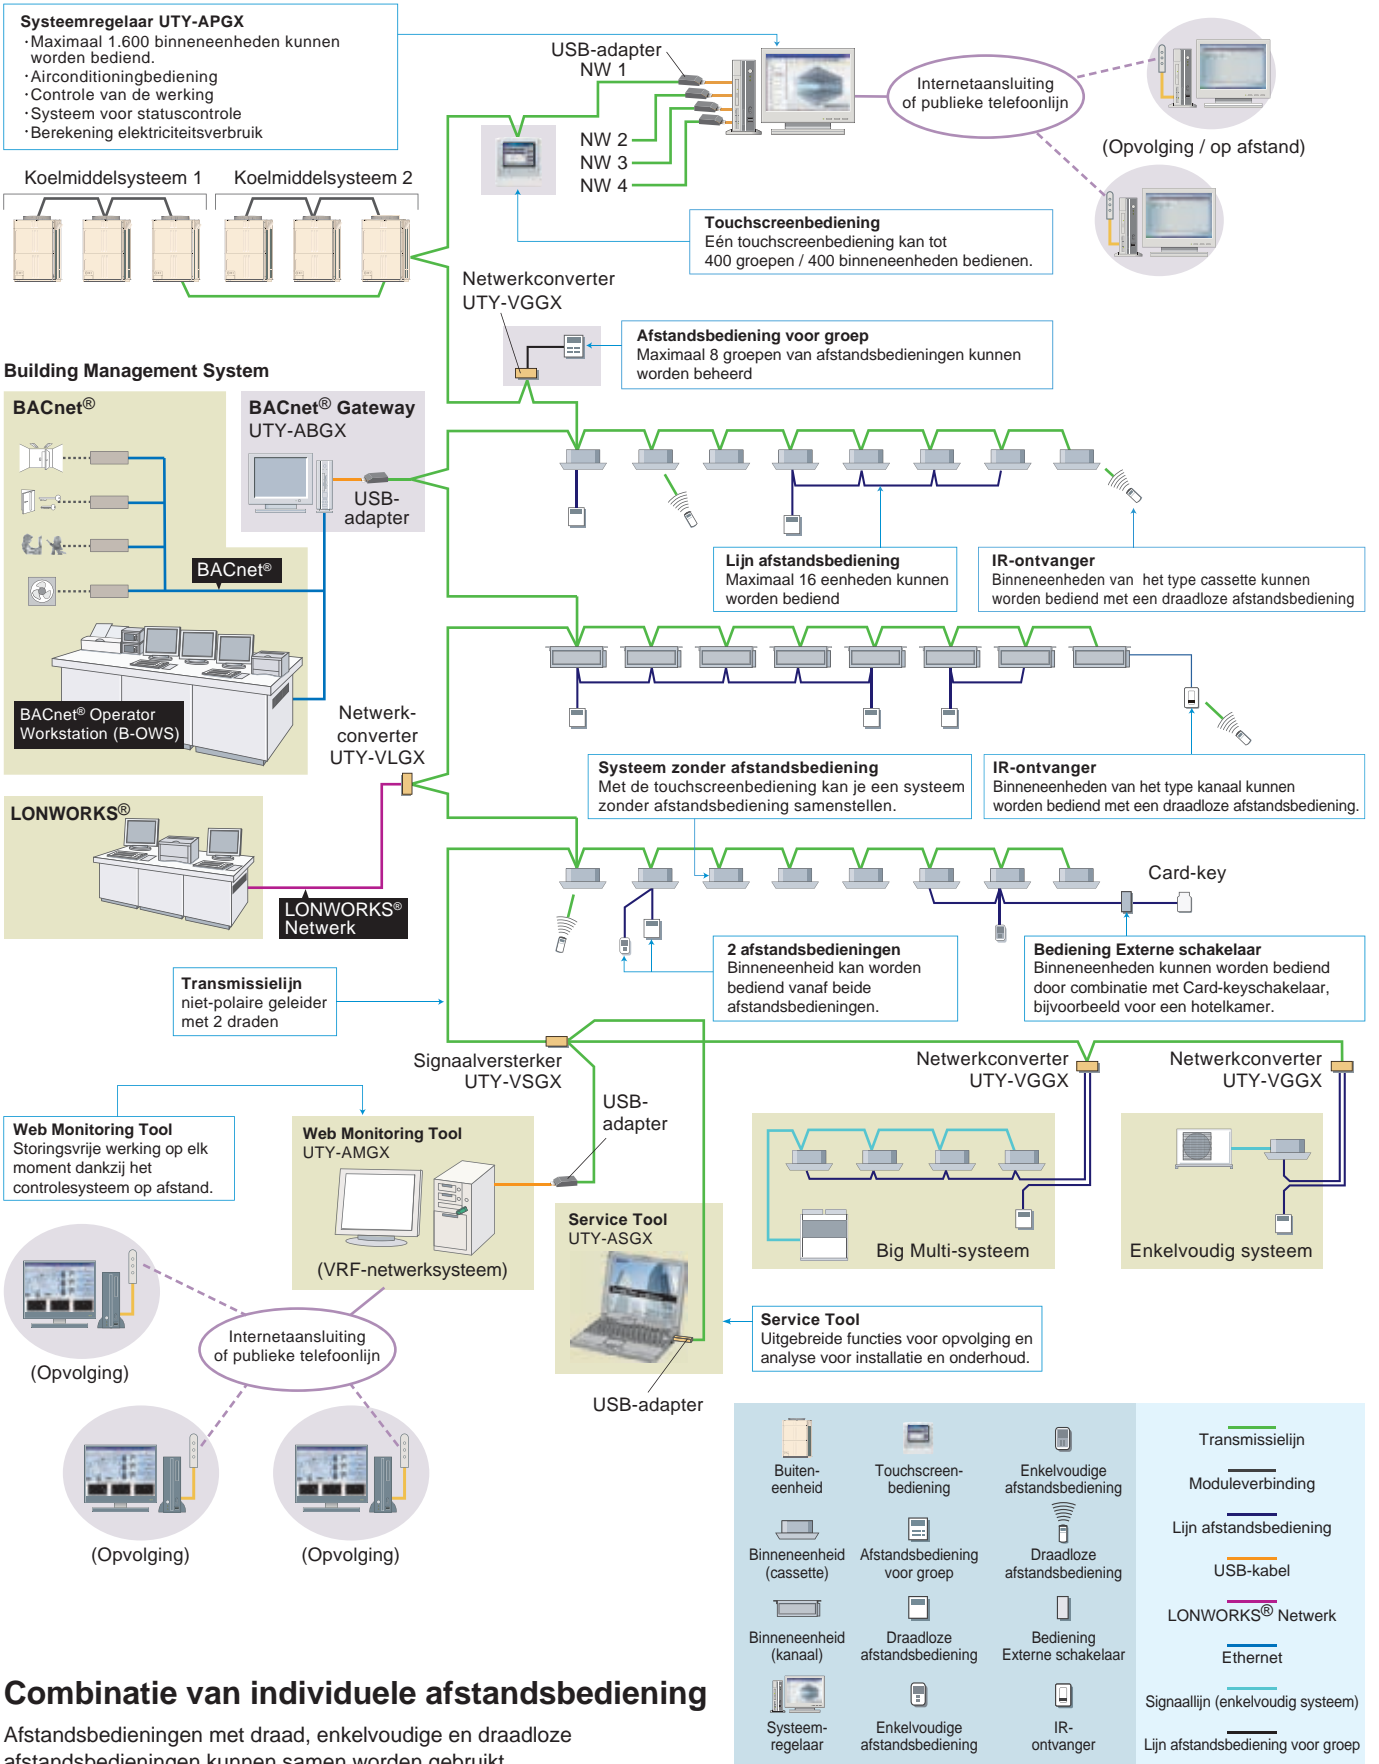 Systeemregelaar UTY-APGX
·Maximaal 1.600 binneneenheden kunnen
worden bediend.
·Airconditioningbediening
·Controle van de werking
·Systeem voor statuscontrole
·Berekening elektriciteitsverbruik
USB-adapter
NW 1
NW 2
NW 3
NW 4
Internetaansluiting
of publieke telefoonlijn
(Opvolging / op afstand)
Koelmiddelsysteem 1
Koelmiddelsysteem 2
Touchscreenbediening
Eén touchscreenbediening kan tot
400 groepen / 400 binneneenheden bedienen.
Netwerkconverter
UTY-VGGX
Afstandsbediening voor groep
Maximaal 8 groepen van afstandsbedieningen kunnen
worden beheerd
Building Management System
BACnet®
BACnet® Gateway
UTY-ABGX
USB-
adapter
BACnet®
BACnet® Operator
Workstation (B-OWS)
Lijn afstandsbediening
Maximaal 16 eenheden kunnen
worden bediend
IR-ontvanger
Binneneenheden van het type cassette kunnen
worden bediend met een draadloze afstandsbediening
Netwerk-
converter
UTY-VLGX
Systeem zonder afstandsbediening
Met de touchscreenbediening kan je een systeem
zonder afstandsbediening samenstellen.
IR-ontvanger
Binneneenheden van het type kanaal kunnen
worden bediend met een draadloze afstandsbediening.
LONWORKS®
LONWORKS®
Netwerk
Card-key
2 afstandsbedieningen
Binneneenheid kan worden
bediend vanaf beide
afstandsbedieningen.
Bediening Externe schakelaar
Binneneenheden kunnen worden bediend
door combinatie met Card-keyschakelaar,
bijvoorbeeld voor een hotelkamer.
Transmissielijn
niet-polaire geleider
met 2 draden
Signaalversterker
UTY-VSGX
Netwerkconverter
UTY-VGGX
Netwerkconverter
UTY-VGGX
USB-
adapter
Web Monitoring Tool
Storingsvrije werking op elk
moment dankzij het
controlesysteem op afstand.
Web Monitoring Tool
UTY-AMGX
(VRF-netwerksysteem)
Service Tool
UTY-ASGX
Big Multi-systeem
Enkelvoudig systeem
Service Tool
Uitgebreide functies voor opvolging en
analyse voor installatie en onderhoud.
USB-adapter
Internetaansluiting
of publieke telefoonlijn
(Opvolging)
(Opvolging)
(Opvolging)
Buiten-
eenheid
Touchscreen-
bediening
Enkelvoudige
afstandsbediening
Binneneenheid
(cassette)
Afstandsbediening
voor groep
Draadloze
afstandsbediening
Binneneenheid
(kanaal)
Draadloze
afstandsbediening
Bediening
Externe schakelaar
Systeem-
regelaar
Enkelvoudige
afstandsbediening
IR-
ontvanger
Transmissielijn
Moduleverbinding
Lijn afstandsbediening
USB-kabel
LONWORKS® Netwerk
Ethernet
Signaallijn (enkelvoudig systeem)
Lijn afstandsbediening voor groep
Combinatie van individuele afstandsbediening
Afstandsbedieningen met draad, enkelvoudige en draadloze
afstandsbedieningen kunnen samen worden gebruikt